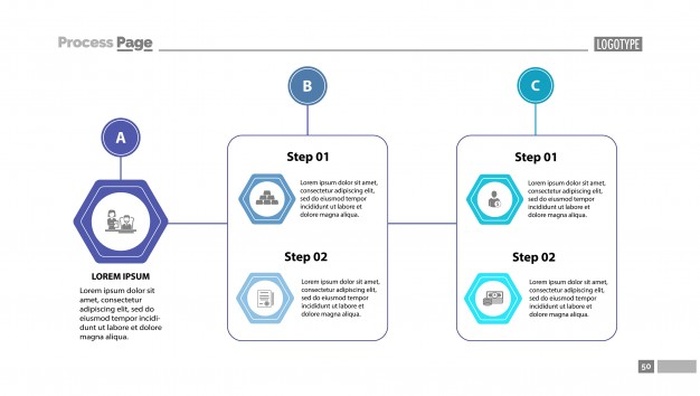 Process Page
LOGOTYPE
A
B
C
LOREM IPSUM
Lorem ipsum dolor sit
amet, consectetur
adipiscing elit, sed do
eiusmod tempor incidi-
dunt ut labore et dolore
magna aliqua.
Step 01
Lorem ipsum dolor sit amet,
consectetur adipiscing elit,
sed do eiusmod tempor
incididunt ut labore et
dolore magna aliqua.
Step 02
Lorem ipsum dolor sit amet,
consectetur adipiscing elit,
sed do eiusmod tempor
incididunt ut labore et
dolore magna aliqua.
Step 01
Lorem ipsum dolor sit amet,
consectetur adipiscing elit,
sed do eiusmod tempor
incididunt ut labore et
dolore magna aliqua.
Step 02
Lorem ipsum dolor sit amet,
consectetur adipiscing elit,
sed do eiusmod tempor
incididunt ut labore et
dolore magna aliqua.
50